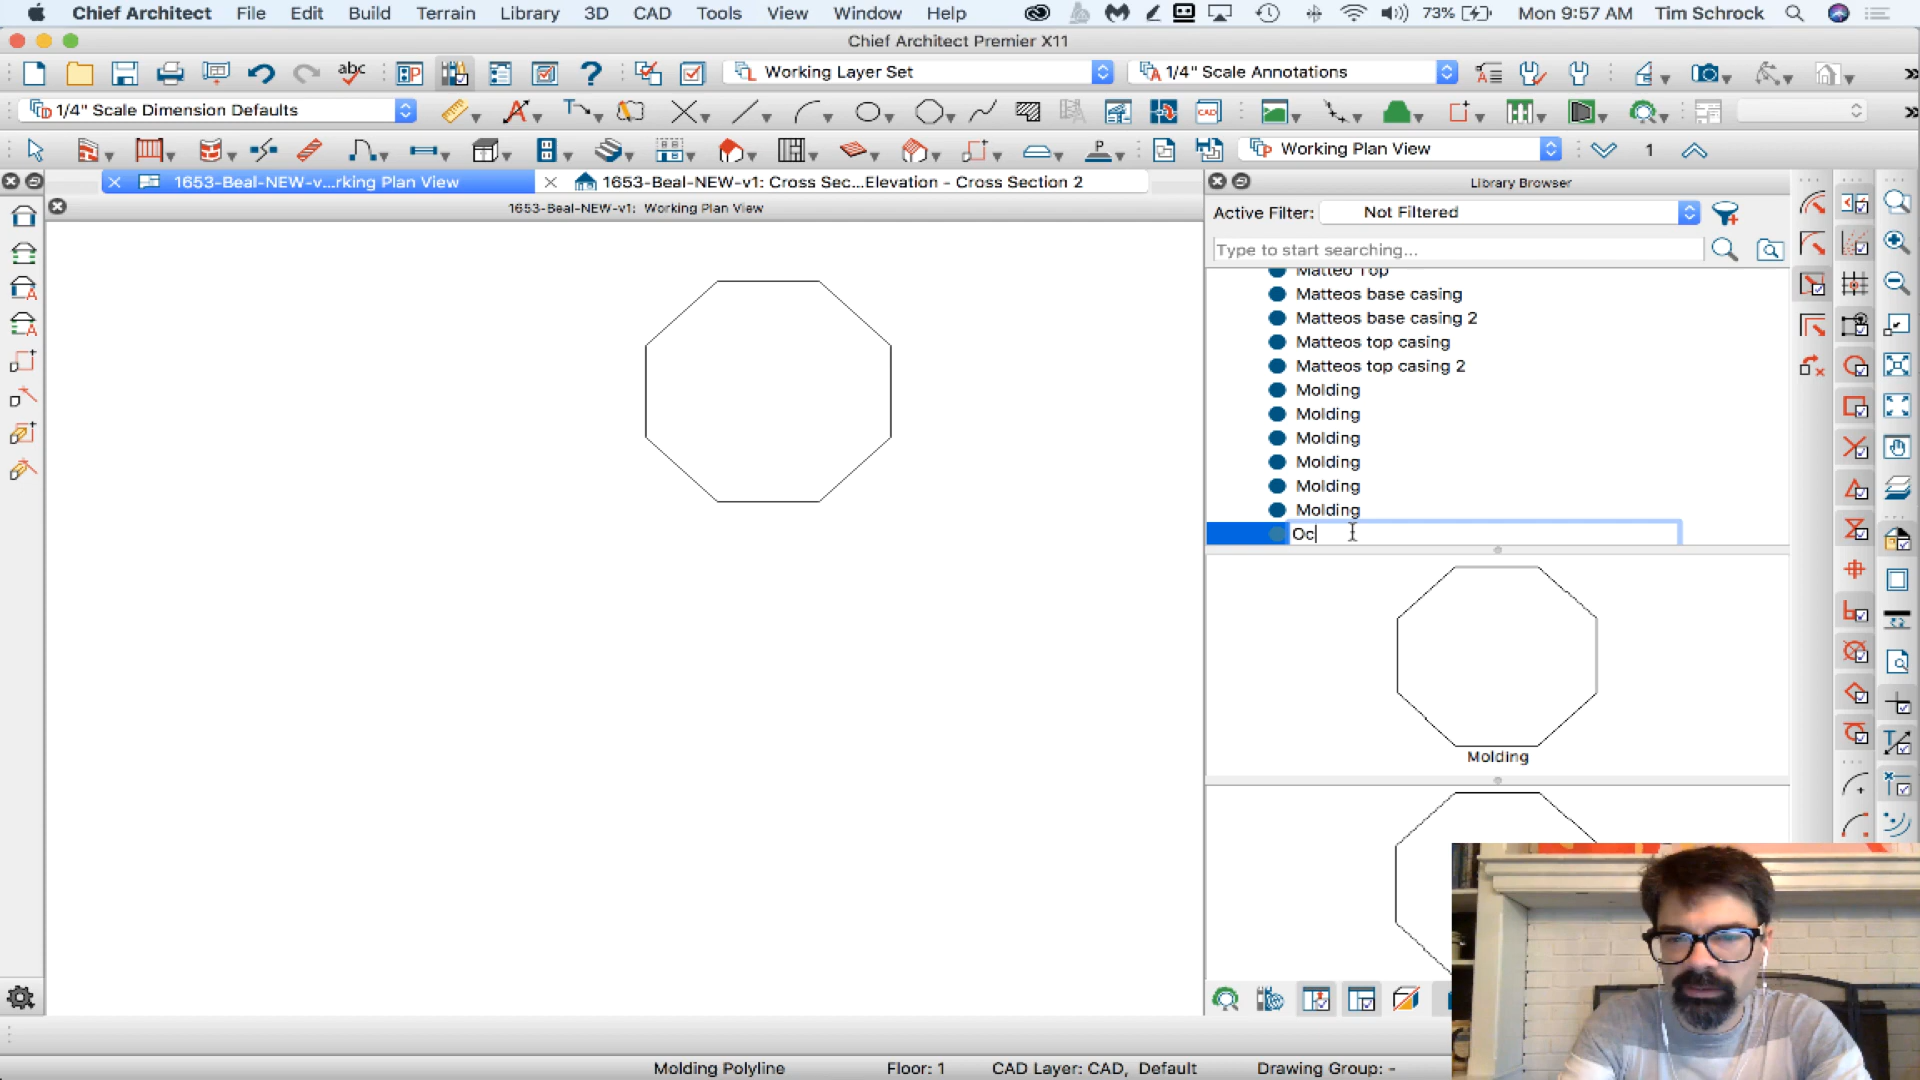 Chief Architect File Edit Build Terrain Library 3D CAD Tools View Window Help 73% Mon 9:57 AM Tim Schrock
Chief Architect Premier X11
abc Working Layer Set 1/4" Scale Annotations
1/4" Scale Dimension Defaults
Working Plan View 1
1653-Beal-NEW-v...rking Plan View 1653-Beal-NEW-v1: Cross Sec...Elevation - Cross Section 2
1653-Beal-NEW-v1: Working Plan View
Library Browser
Active Filter: Not Filtered
Type to start searching...
Matteo Top
Matteos base casing
Matteos base casing 2
Matteos top casing
Matteos top casing 2
Molding
Molding
Molding
Molding
Molding
Molding
Oc
Molding
Molding Polyline Floor: 1 CAD Layer: CAD, Default Drawing Group: -